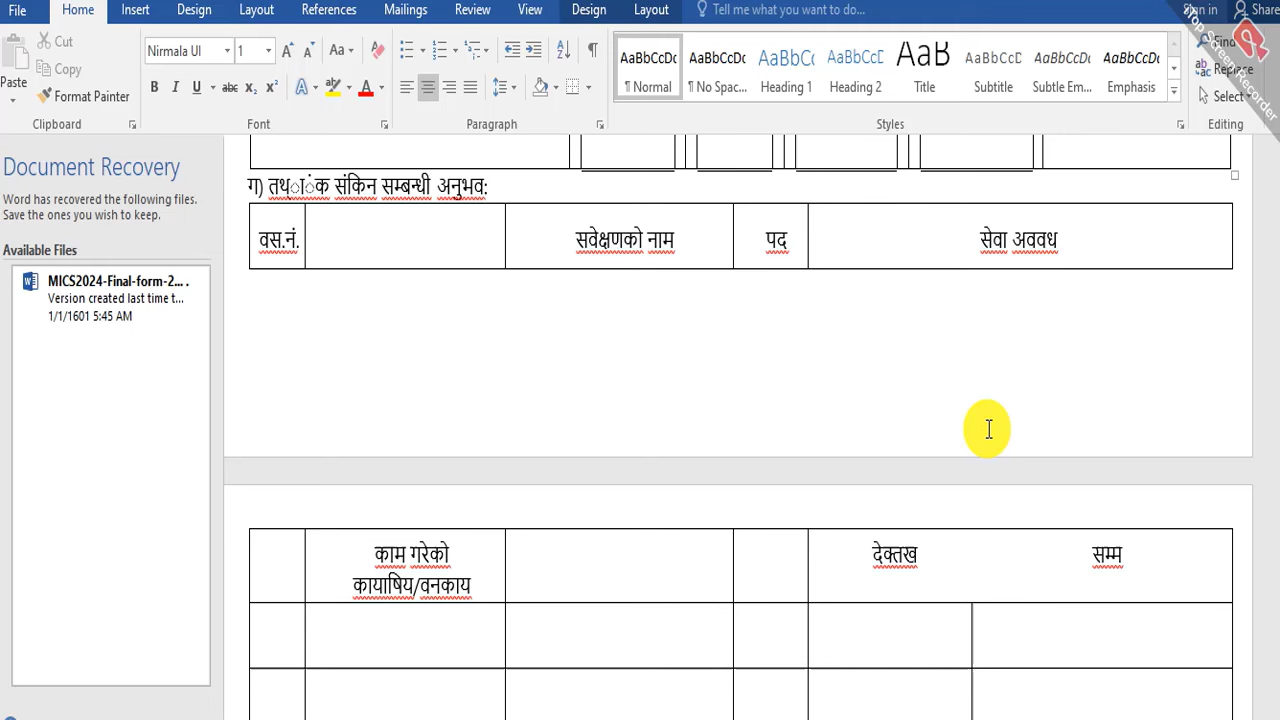 File Home Insert Design Layout References Mailings Review View Design Layout Tell me what you want to do... Sign in Share
Cut
Copy
Format Painter
Paste
Nirmala UI 1
Find
Replace
Select
Clipboard Font Paragraph Styles Editing
AaBbCcDc AaBbCcDc AaBbCc AaBbCcD AaB AaBbCcD AaBbCcDc AaBbCcDc
¶ Normal ¶ No Spac... Heading 1 Heading 2 Title Subtitle Subtle Em... Emphasis
Top Screen Recorder
Document Recovery
Word has recovered the following files.
Save the ones you wish to keep.
Available Files
MICS2024-Final-form-2... .
Version created last time t...
1/1/1601 5:45 AM
ग) तथ्ाांक संकिन सम्बन्धी अनुभव:
वस.नं. सवेक्षणको नाम पद सेवा अववध
काम गरेको देक्तख सम्म
कायाषिय/वनकाय